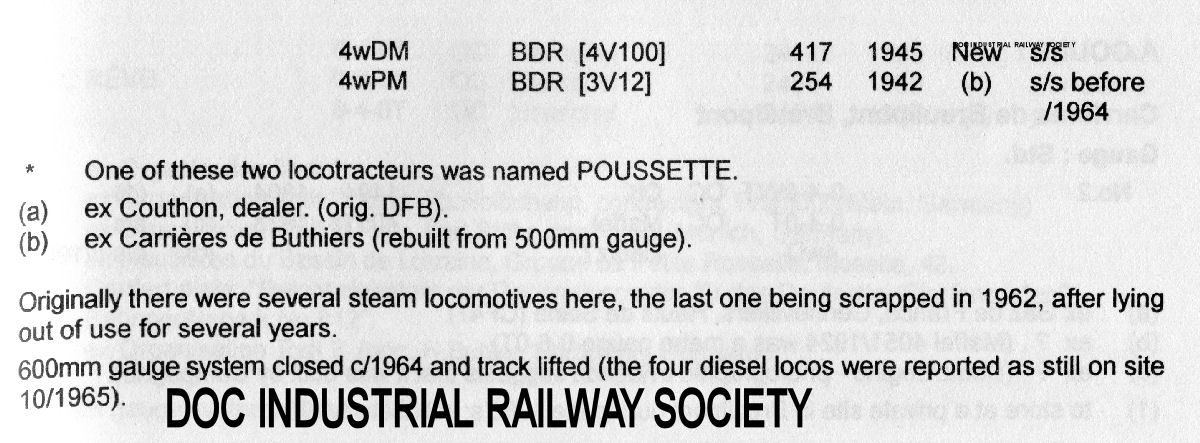 4wDM BDR [4V100] 417 1945 New s/s
DOC INDUSTRIAL RAILWAY SOCIETY
4wPM BDR [3V12] 254 1942 (b) s/s before
/1964
* One of these two locotracteurs was named POUSSETTE.
(a) ex Couthon, dealer. (orig. DFB).
(b) ex Carrières de Buthiers (rebuilt from 500mm gauge).
Originally there were several steam locomotives here, the last one being scrapped in 1962, after lying
out of use for several years.
600mm gauge system closed c/1964 and track lifted (the four diesel locos were reported as still on site
10/1965).
DOC INDUSTRIAL RAILWAY SOCIETY